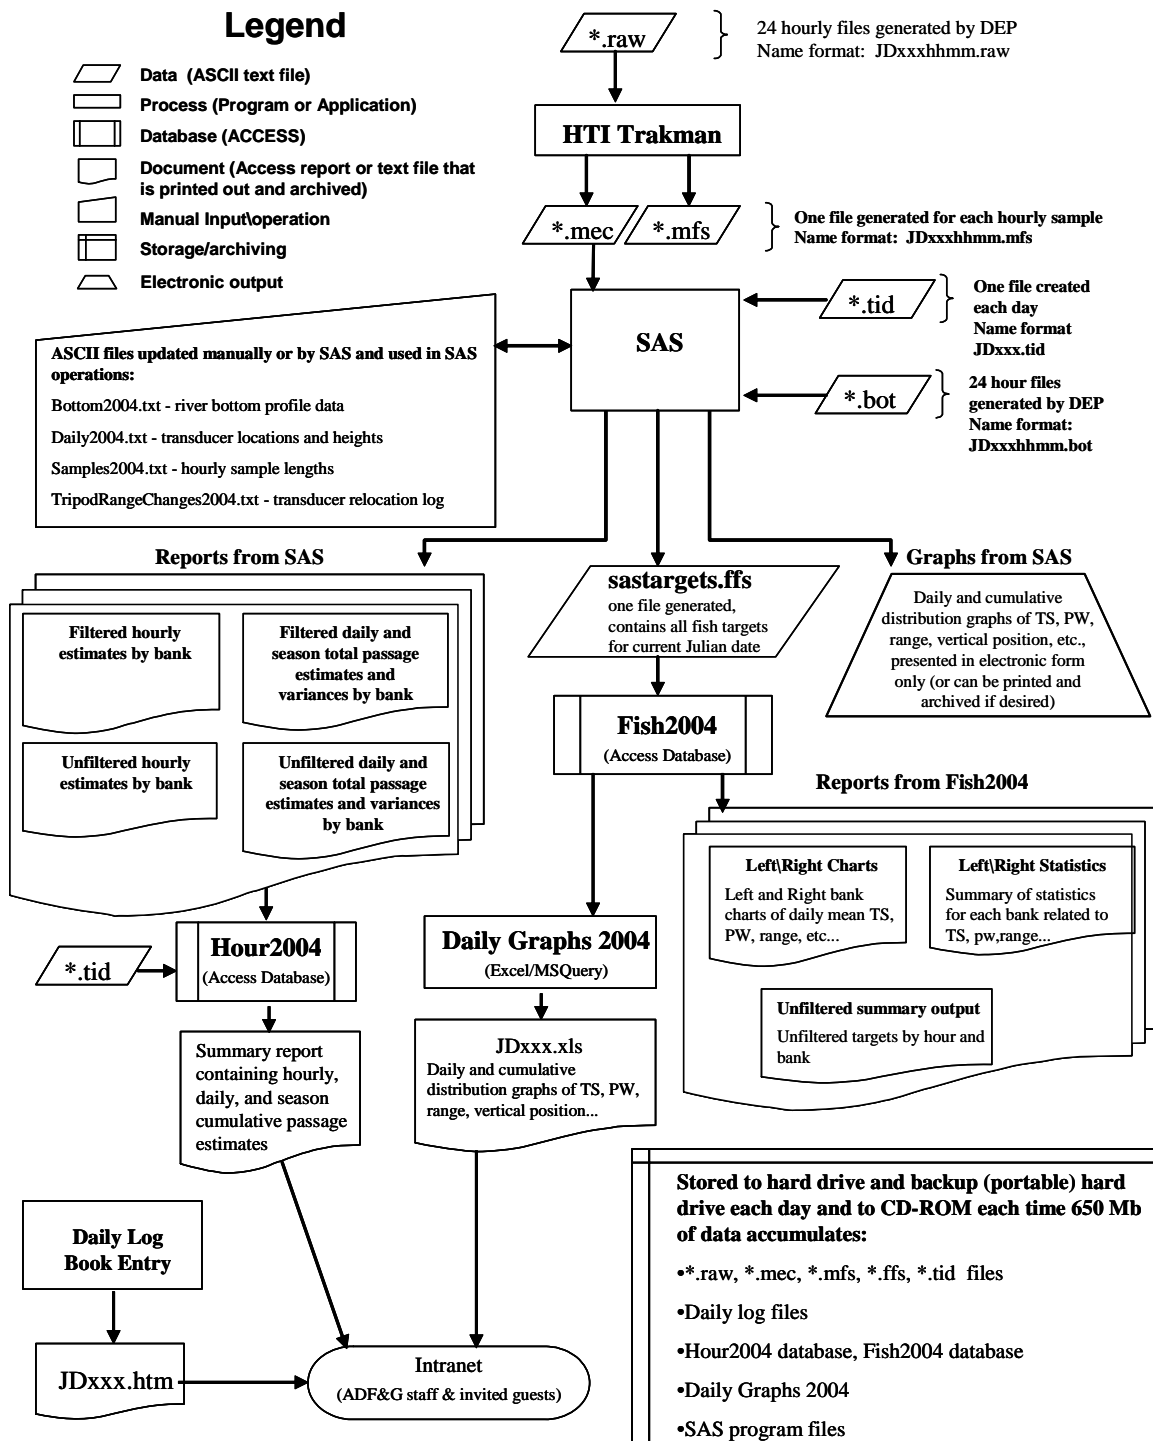 Legend
Data (ASCII text file)
Process (Program or Application)
Database (ACCESS)
Document (Access report or text file that
is printed out and archived)
Manual Input\operation
Storage/archiving
Electronic output
*.raw
24 hourly files generated by DEP
Name format: JDxxxhhmm.raw
HTI Trakman
*.mec
*.mfs
One file generated for each hourly sample
Name format: JDxxxhhmm.mfs
SAS
*.tid
One file created
each day
Name format
JDxxx.tid
*.bot
24 hour files
generated by DEP
Name format:
JDxxxhhmm.bot
ASCII files updated manually or by SAS and used in SAS
operations:
Bottom2004.txt - river bottom profile data
Daily2004.txt - transducer locations and heights
Samples2004.txt - hourly sample lengths
TripodRangeChanges2004.txt - transducer relocation log
Reports from SAS
Filtered hourly
estimates by bank
Filtered daily and
season total passage
estimates and
variances by bank
Unfiltered hourly
estimates by bank
Unfiltered daily and
season total passage
estimates and variances
by bank
sastargets.ffs
one file generated,
contains all fish targets
for current Julian date
Graphs from SAS
Daily and cumulative
distribution graphs of TS, PW,
range, vertical position, etc.,
presented in electronic form
only (or can be printed and
archived if desired)
Fish2004
(Access Database)
Reports from Fish2004
Left\Right Charts
Left and Right bank
charts of daily mean TS,
PW, range, etc...
Left\Right Statistics
Summary of statistics
for each bank related to
TS, pw,range...
Unfiltered summary output
Unfiltered targets by hour and
bank
*.tid
Hour2004
(Access Database)
Daily Graphs 2004
(Excel/MSQuery)
Summary report
containing hourly,
daily, and season
cumulative passage
estimates
JDxxx.xls
Daily and cumulative
distribution graphs of TS, PW,
range, vertical position...
Daily Log
Book Entry
JDxxx.htm
Intranet
(ADF&G staff & invited guests)
Stored to hard drive and backup (portable) hard
drive each day and to CD-ROM each time 650 Mb
of data accumulates:
•*.raw, *.mec, *.mfs, *.ffs, *.tid files
•Daily log files
•Hour2004 database, Fish2004 database
•Daily Graphs 2004
•SAS program files